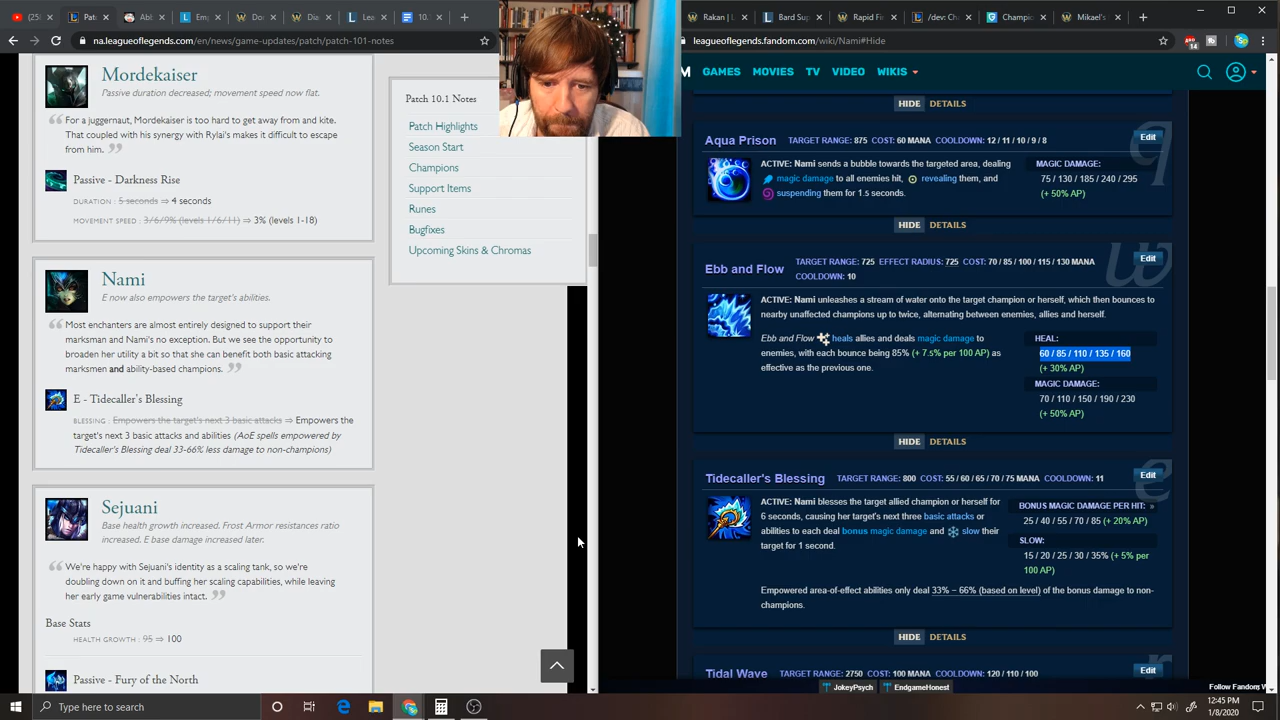 Pat
Mobi
Abi
L Em
Do
Dia
Lea
10.
Rakan | L
Bard Sup
Rapid Fi
/dev: Ch
Champio
Mikael's
na.leagueoflegends.com/en/news/game-updates/patch/patch-101-notes
leagueoflegends.fandom.com/wiki/Nami#Hide
14
M GAMES MOVIES TV VIDEO WIKIS
Mordekaiser
Passive duration decreased; movement speed now flat.
For a juggernaut, Mordekaiser is too hard to get away from and kite.
That coupled with his synergy with Rylai's makes it difficult to escape
from him.
Passive - Darkness Rise
DURATION : 5 seconds ⇒ 4 seconds
MOVEMENT SPEED : 3/6/9% (levels 1/6/11) ⇒ 3% (levels 1-18)
Nami
E now also empowers the target's abilities.
Most enchanters are almost entirely designed to support their
marksman and Nami's no exception. But we see the opportunity to
broaden her utility a bit so that she can benefit both basic attacking
marksmen and ability-based champions.
E - Tidecaller's Blessing
BLESSING : Empowers the target's next 3 basic attacks ⇒ Empowers the
target's next 3 basic attacks and abilities (AoE spells empowered by
Tidecaller's Blessing deal 33-66% less damage to non-champions)
Sejuani
Base health growth increased. Frost Armor resistances ratio
increased. E base damage increased later.
We're happy with Sejuani's identity as a scaling tank, so we're
doubling down on it and buffing her scaling capabilities, while leaving
her early game vulnerabilities intact.
Base Stats
HEALTH GROWTH : 95 ⇒ 100
Passive - Fury of the North
Patch 10.1 Notes
Patch Highlights
Season Start
Champions
Support Items
Runes
Bugfixes
Upcoming Skins & Chromas
HIDE DETAILS
Aqua Prison TARGET RANGE: 875 COST: 60 MANA COOLDOWN: 12 / 11 / 10 / 9 / 8
Edit
ACTIVE: Nami sends a bubble towards the targeted area, dealing
magic damage to all enemies hit, revealing them, and
suspending them for 1.5 seconds.
MAGIC DAMAGE:
75 / 130 / 185 / 240 / 295
(+ 50% AP)
HIDE DETAILS
Ebb and Flow TARGET RANGE: 725 EFFECT RADIUS: 725 COST: 70 / 85 / 100 / 115 / 130 MANA
COOLDOWN: 10
Edit
ACTIVE: Nami unleashes a stream of water onto the target champion or herself, which then bounces to
nearby unaffected champions up to twice, alternating between enemies, allies and herself.
Ebb and Flow heals allies and deals magic damage to
enemies, with each bounce being 85% (+ 7.5% per 100 AP) as
effective as the previous one.
HEAL:
60 / 85 / 110 / 135 / 160
(+ 30% AP)
MAGIC DAMAGE:
70 / 110 / 150 / 190 / 230
(+ 50% AP)
HIDE DETAILS
Tidecaller's Blessing TARGET RANGE: 800 COST: 55 / 60 / 65 / 70 / 75 MANA COOLDOWN: 11
Edit
ACTIVE: Nami blesses the target allied champion or herself for
6 seconds, causing her target's next three basic attacks or
abilities to each deal bonus magic damage and slow their
target for 1 second.
BONUS MAGIC DAMAGE PER HIT: »
25 / 40 / 55 / 70 / 85 (+ 20% AP)
SLOW:
15 / 20 / 25 / 30 / 35% (+ 5% per
100 AP)
Empowered area-of-effect abilities only deal 33% − 66% (based on level) of the bonus damage to non-
champions.
HIDE DETAILS
Tidal Wave TARGET RANGE: 2750 COST: 100 MANA COOLDOWN: 120 / 110 / 100
Edit
JokeyPsych EndgameHonest
Follow Fandom
Type here to search
12:45 PM
1/8/2020